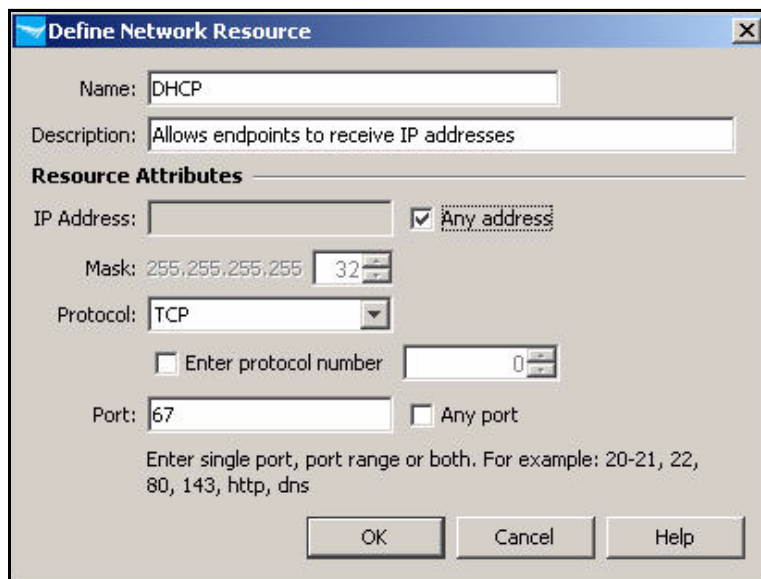 Define Network Resource
Name: DHCP
Description: Allows endpoints to receive IP addresses
Resource Attributes
IP Address: Any address
Mask: 255.255.255.255 32
Protocol: TCP
Enter protocol number 0
Port: 67 Any port
Enter single port, port range or both. For example: 20-21, 22,
80, 143, http, dns
OK Cancel Help